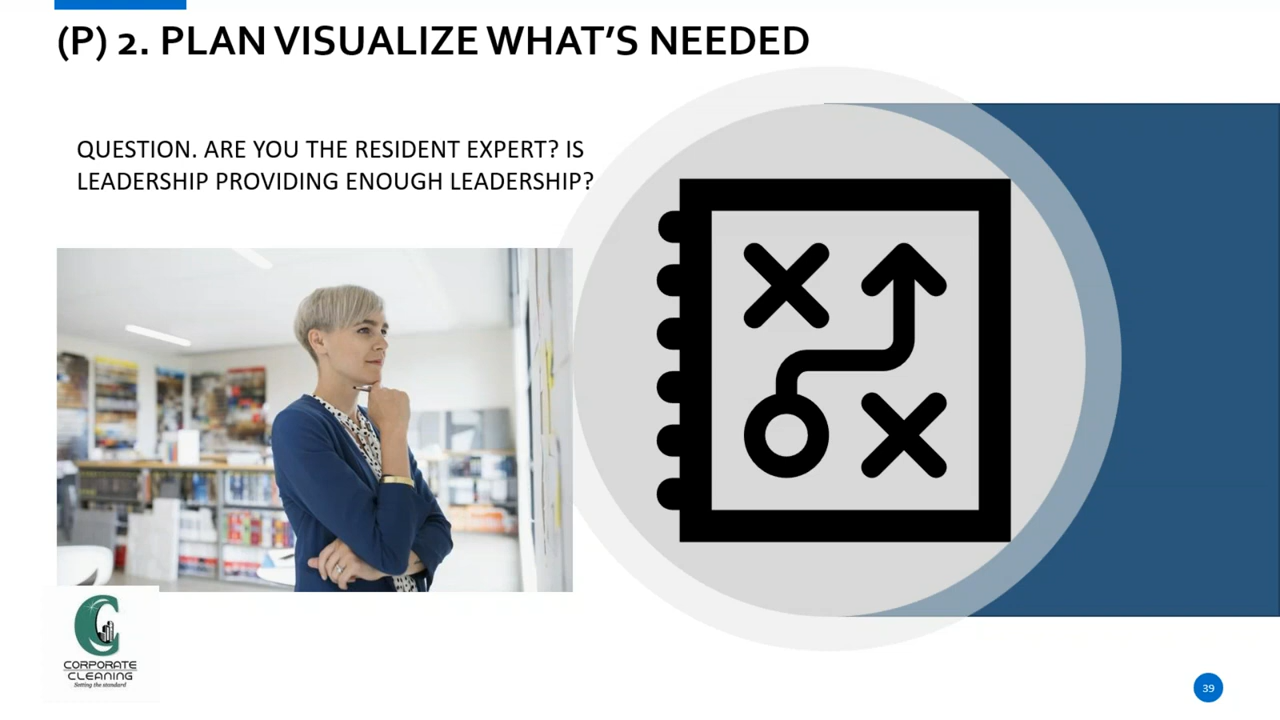 (P) 2. PLAN VISUALIZE WHAT’S NEEDED
QUESTION. ARE YOU THE RESIDENT EXPERT? IS
LEADERSHIP PROVIDING ENOUGH LEADERSHIP?
CORPORATE
CLEANING
Setting the standard
39